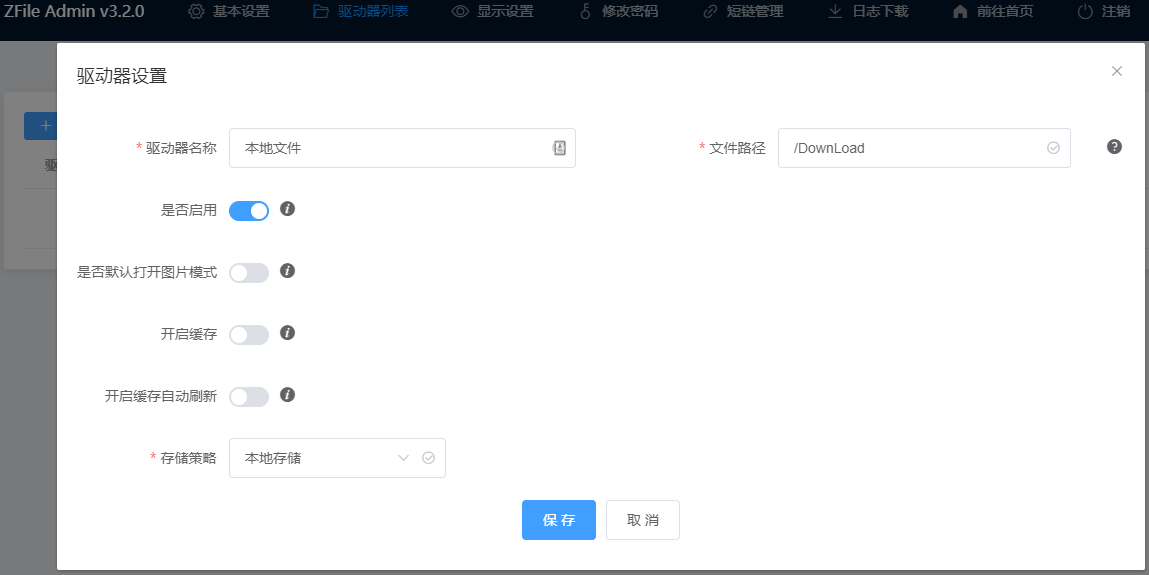 ZFile Admin v3.2.0 基本设置 驱动器列表 显示设置 修改密码 短链管理 日志下载 前往首页 注销
驱动器设置
* 驱动器名称 本地文件 * 文件路径 /DownLoad
是否启用
是否默认打开图片模式
开启缓存
开启缓存自动刷新
* 存储策略 本地存储
保存 取消